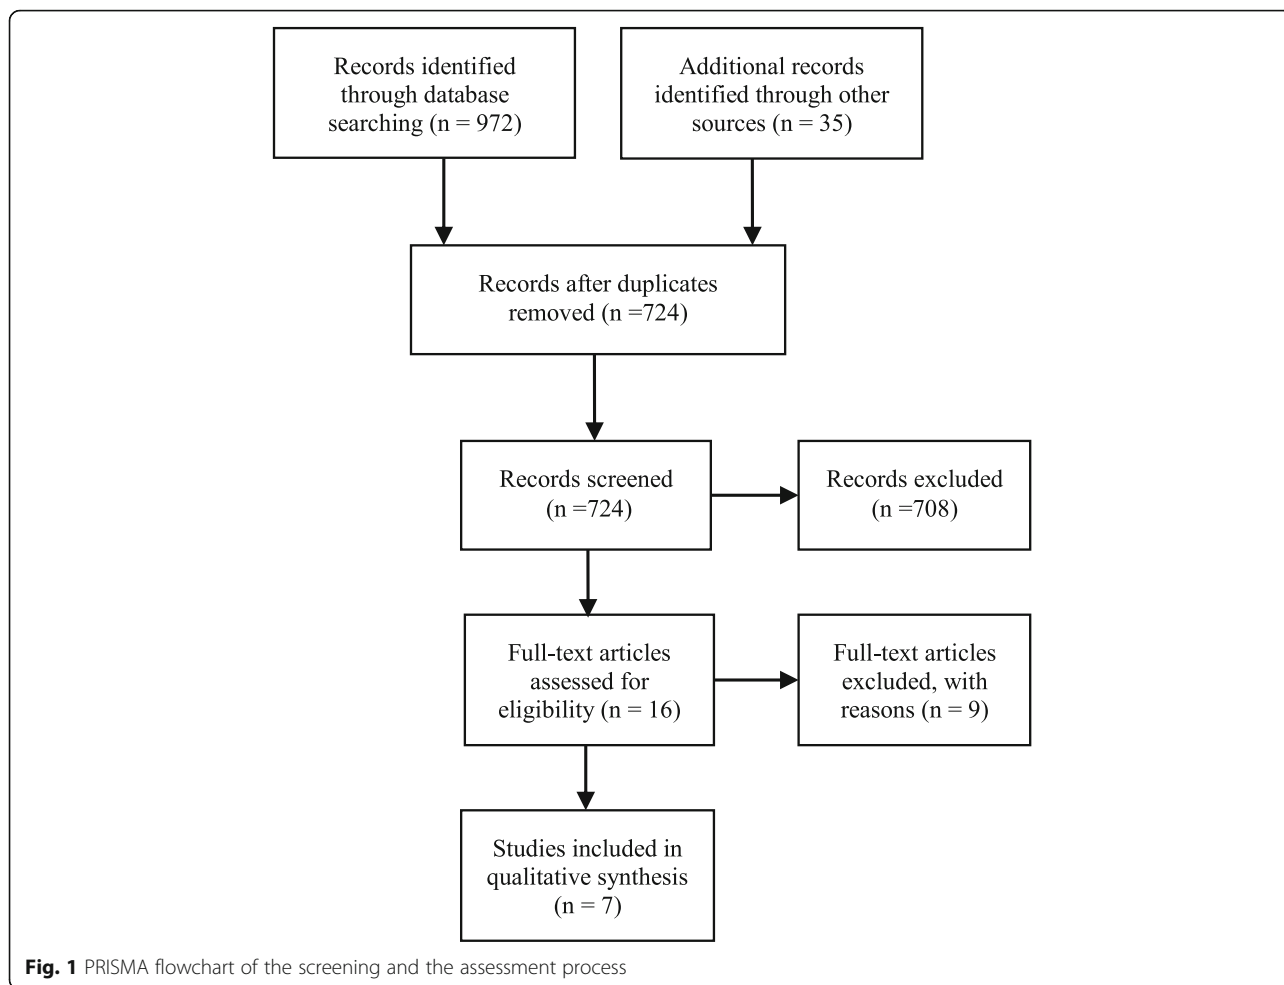 Records identified
through database
searching (n = 972)
Additional records
identified through other
sources (n = 35)
Records after duplicates
removed (n =724)
Records screened
(n =724)
Records excluded
(n =708)
Full-text articles
assessed for
eligibility (n = 16)
Full-text articles
excluded, with
reasons (n = 9)
Studies included in
qualitative synthesis
(n = 7)
Fig. 1 PRISMA flowchart of the screening and the assessment process